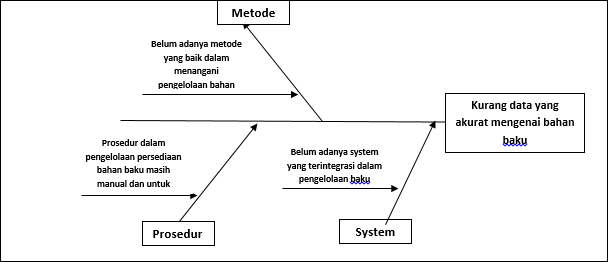 Metode
Belum adanya metode
yang baik dalam
menangani
pengelolaan bahan
Kurang data yang
akurat mengenai bahan
baku
Prosedur dalam
pengelolaan persediaan
bahan baku masih
manual dan untuk
Belum adanya system
yang terintegrasi dalam
pengelolaan baku
Prosedur
System